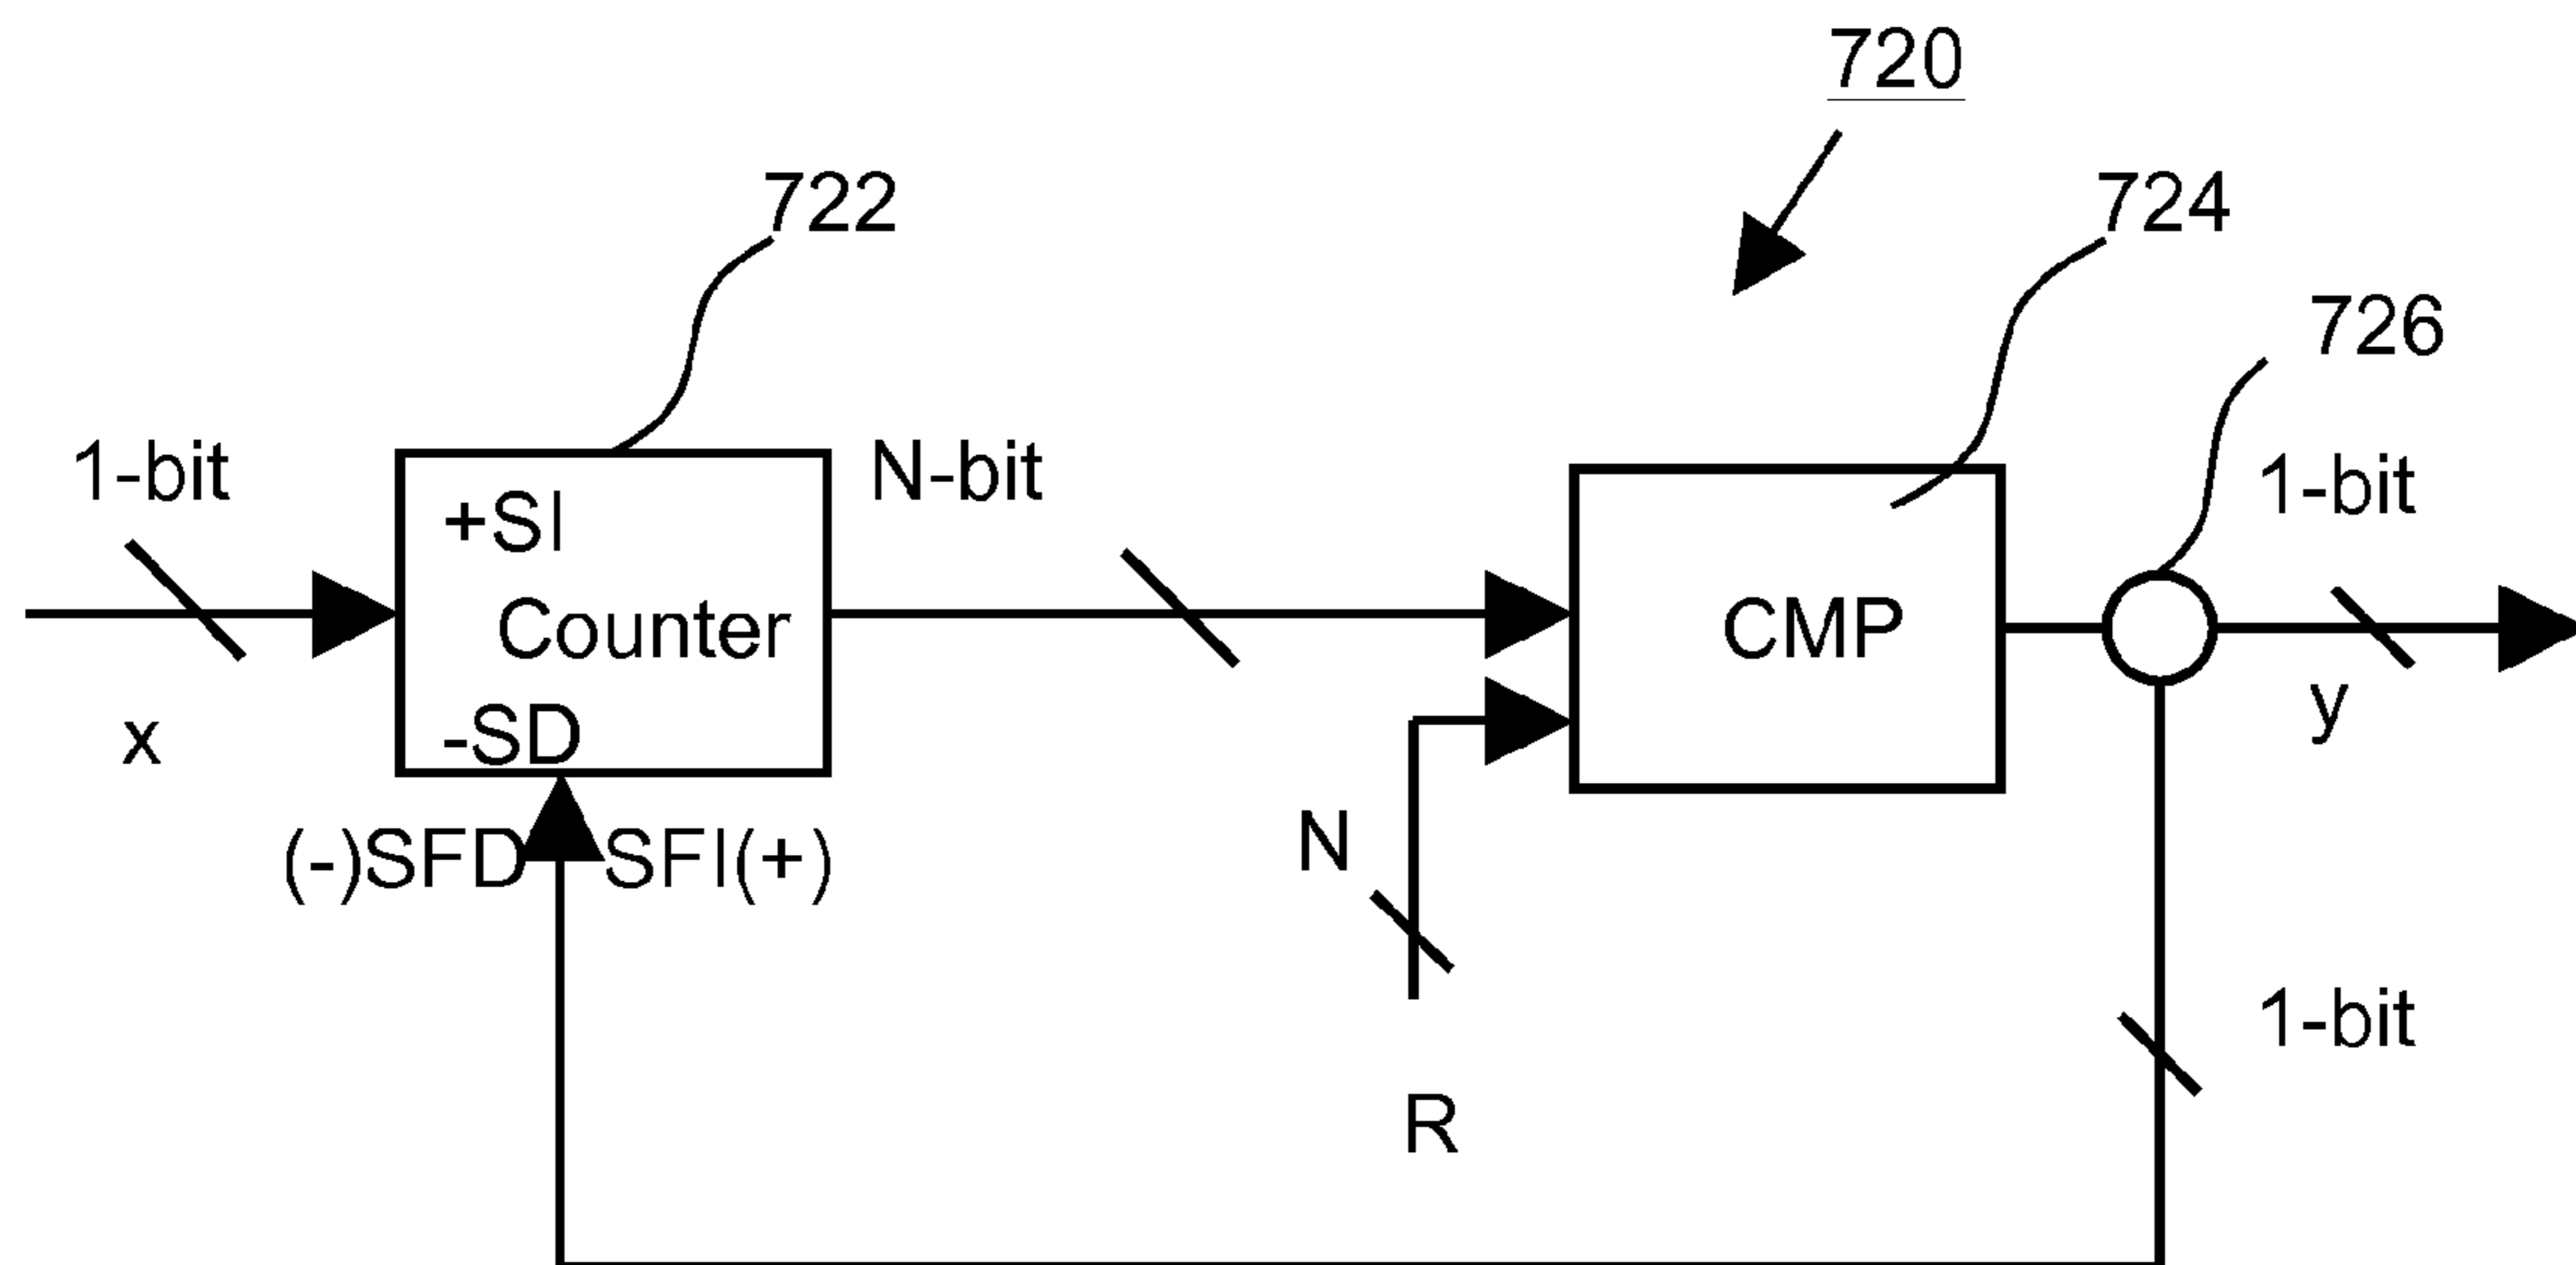 720
722
724
726
1-bit
N-bit
1-bit
+SI
Counter
-SD
CMP
x
y
(-)SFD
SFI(+)
N
1-bit
R